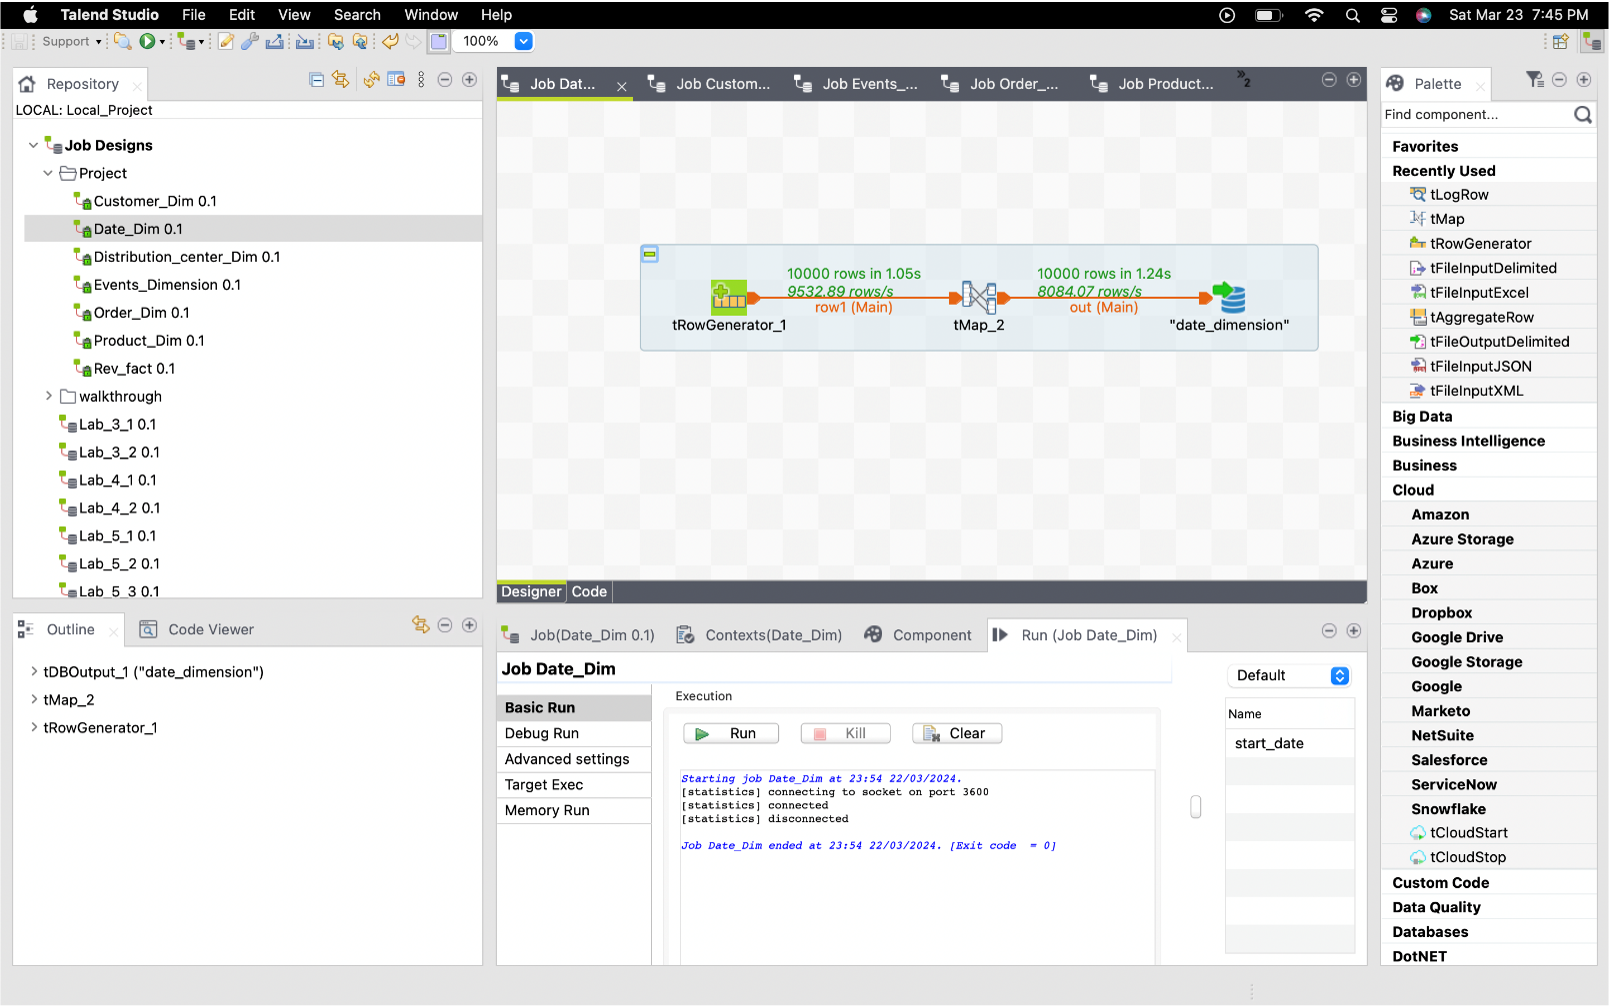 Talend Studio File Edit View Search Window Help
Sat Mar 23 7:45 PM
Support
100%
Repository
LOCAL: Local_Project
Job Designs
Project
Customer_Dim 0.1
Date_Dim 0.1
Distribution_center_Dim 0.1
Events_Dimension 0.1
Order_Dim 0.1
Product_Dim 0.1
Rev_fact 0.1
walkthrough
Lab_3_1 0.1
Lab_3_2 0.1
Lab_4_1 0.1
Lab_4_2 0.1
Lab_5_1 0.1
Lab_5_2 0.1
Lab_5_3 0.1
Outline
Code Viewer
tDBOutput_1 ("date_dimension")
tMap_2
tRowGenerator_1
Job Dat...
Job Custom...
Job Events_...
Job Order_...
Job Product...
»2
10000 rows in 1.05s
9532.89 rows/s
row1 (Main)
10000 rows in 1.24s
8084.07 rows/s
out (Main)
tRowGenerator_1
tMap_2
"date_dimension"
Designer
Code
Job(Date_Dim 0.1)
Contexts(Date_Dim)
Component
Run (Job Date_Dim)
Job Date_Dim
Basic Run
Debug Run
Advanced settings
Target Exec
Memory Run
Execution
Run
Kill
Clear
Starting job Date_Dim at 23:54 22/03/2024.
[statistics] connecting to socket on port 3600
[statistics] connected
[statistics] disconnected
Job Date_Dim ended at 23:54 22/03/2024. [Exit code  = 0]
Default
Name
start_date
Palette
Find component...
Favorites
Recently Used
tLogRow
tMap
tRowGenerator
tFileInputDelimited
tFileInputExcel
tAggregateRow
tFileOutputDelimited
tFileInputJSON
tFileInputXML
Big Data
Business Intelligence
Business
Cloud
Amazon
Azure Storage
Azure
Box
Dropbox
Google Drive
Google Storage
Google
Marketo
NetSuite
Salesforce
ServiceNow
Snowflake
tCloudStart
tCloudStop
Custom Code
Data Quality
Databases
DotNET